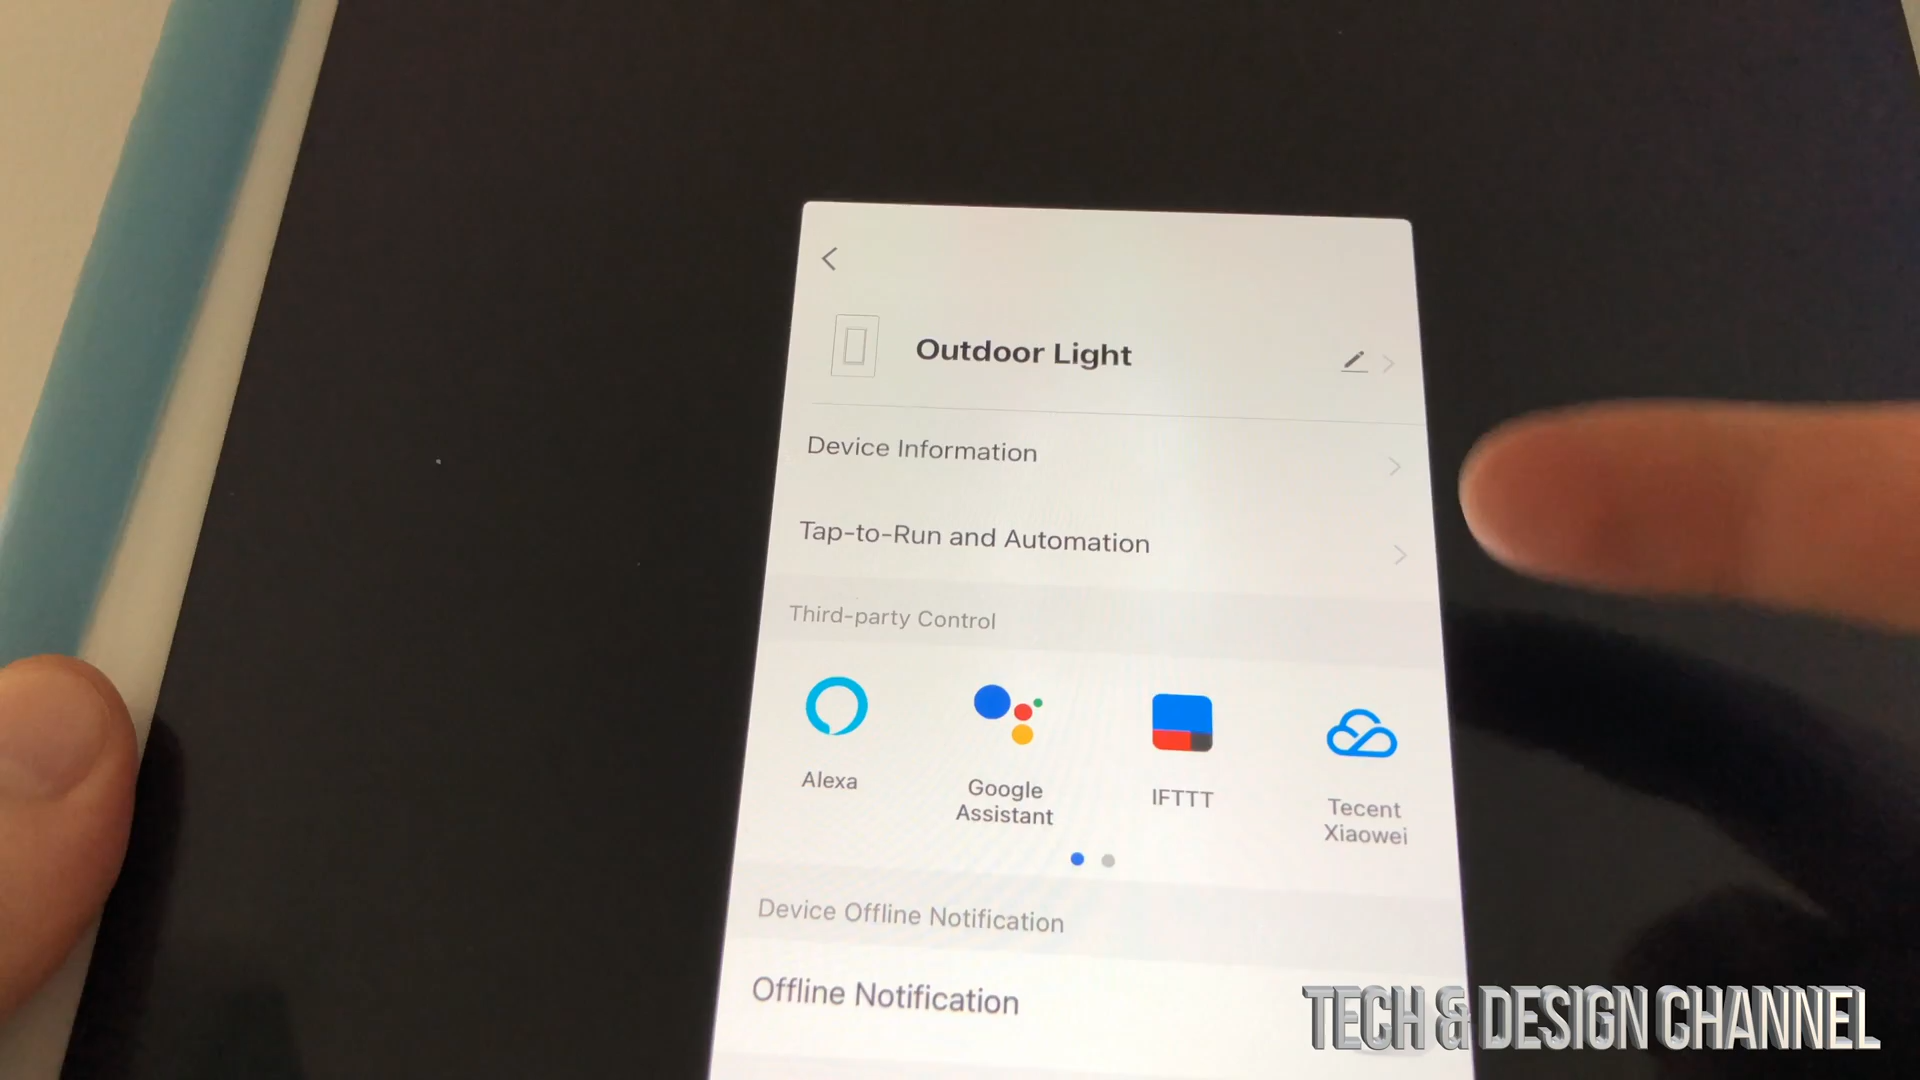 Outdoor Light
Device Information
Tap-to-Run and Automation
Third-party Control
Alexa
Google
Assistant
IFTTT
Tecent
Xiaowei
Device Offline Notification
Offline Notification
TECH & DESIGN CHANNEL